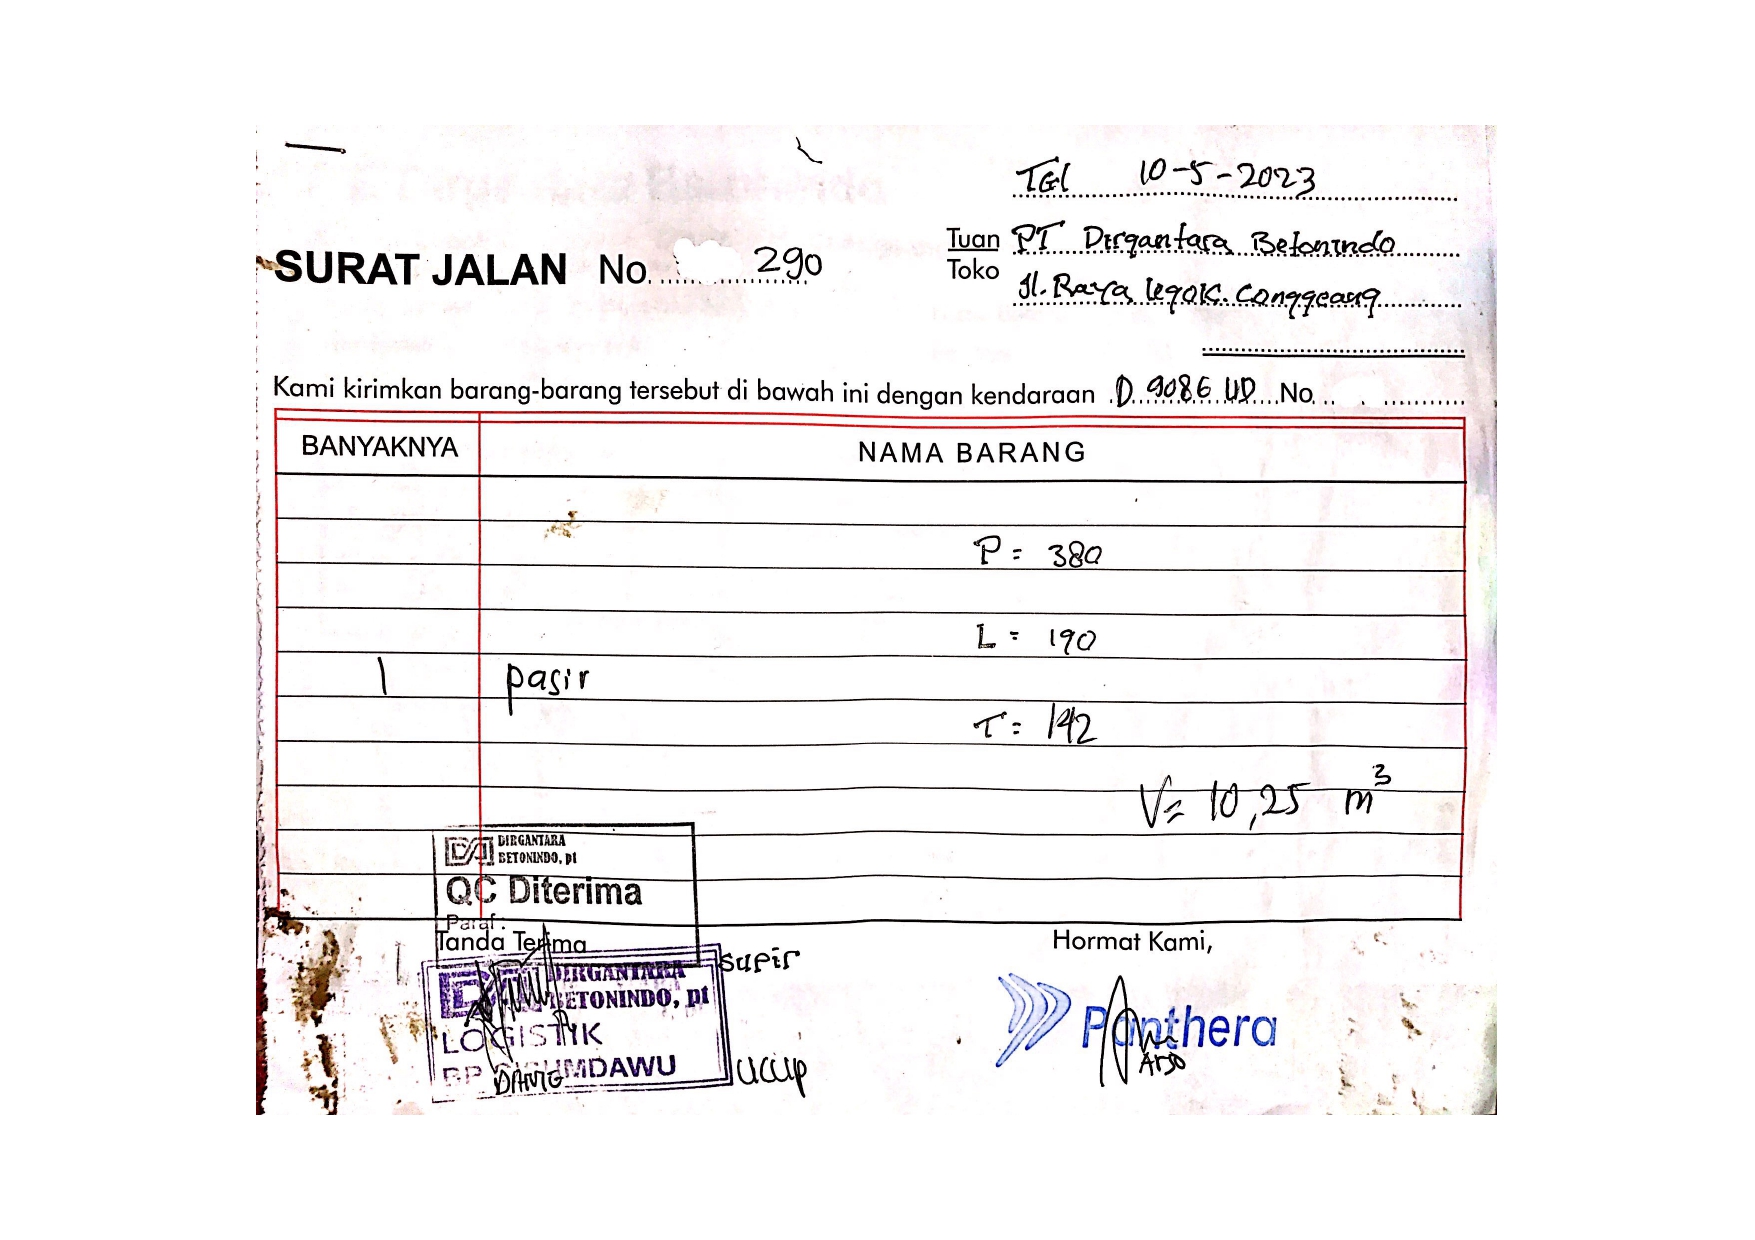 TGl 10-5-2023
SURAT JALAN No. 290
Tuan PT Dirgantara Betonindo
Toko Jl. Raya legok. Conggeang
Kami kirimkan barang-barang tersebut di bawah ini dengan kendaraan D 9086 UD No.
BANYAKNYA NAMA BARANG
P = 380
L = 190
1 pasir
T = 142
V= 10,25 m³
DIRGANTARA
BETONINDO, pt
QC Diterima
Paraf :
Tanda Terima
Hormat Kami,
supir
DIRGANTARA
BETONINDO, pt
LOGISTIK
BP MDAWU
DANG
ucup
Panthera
Arso